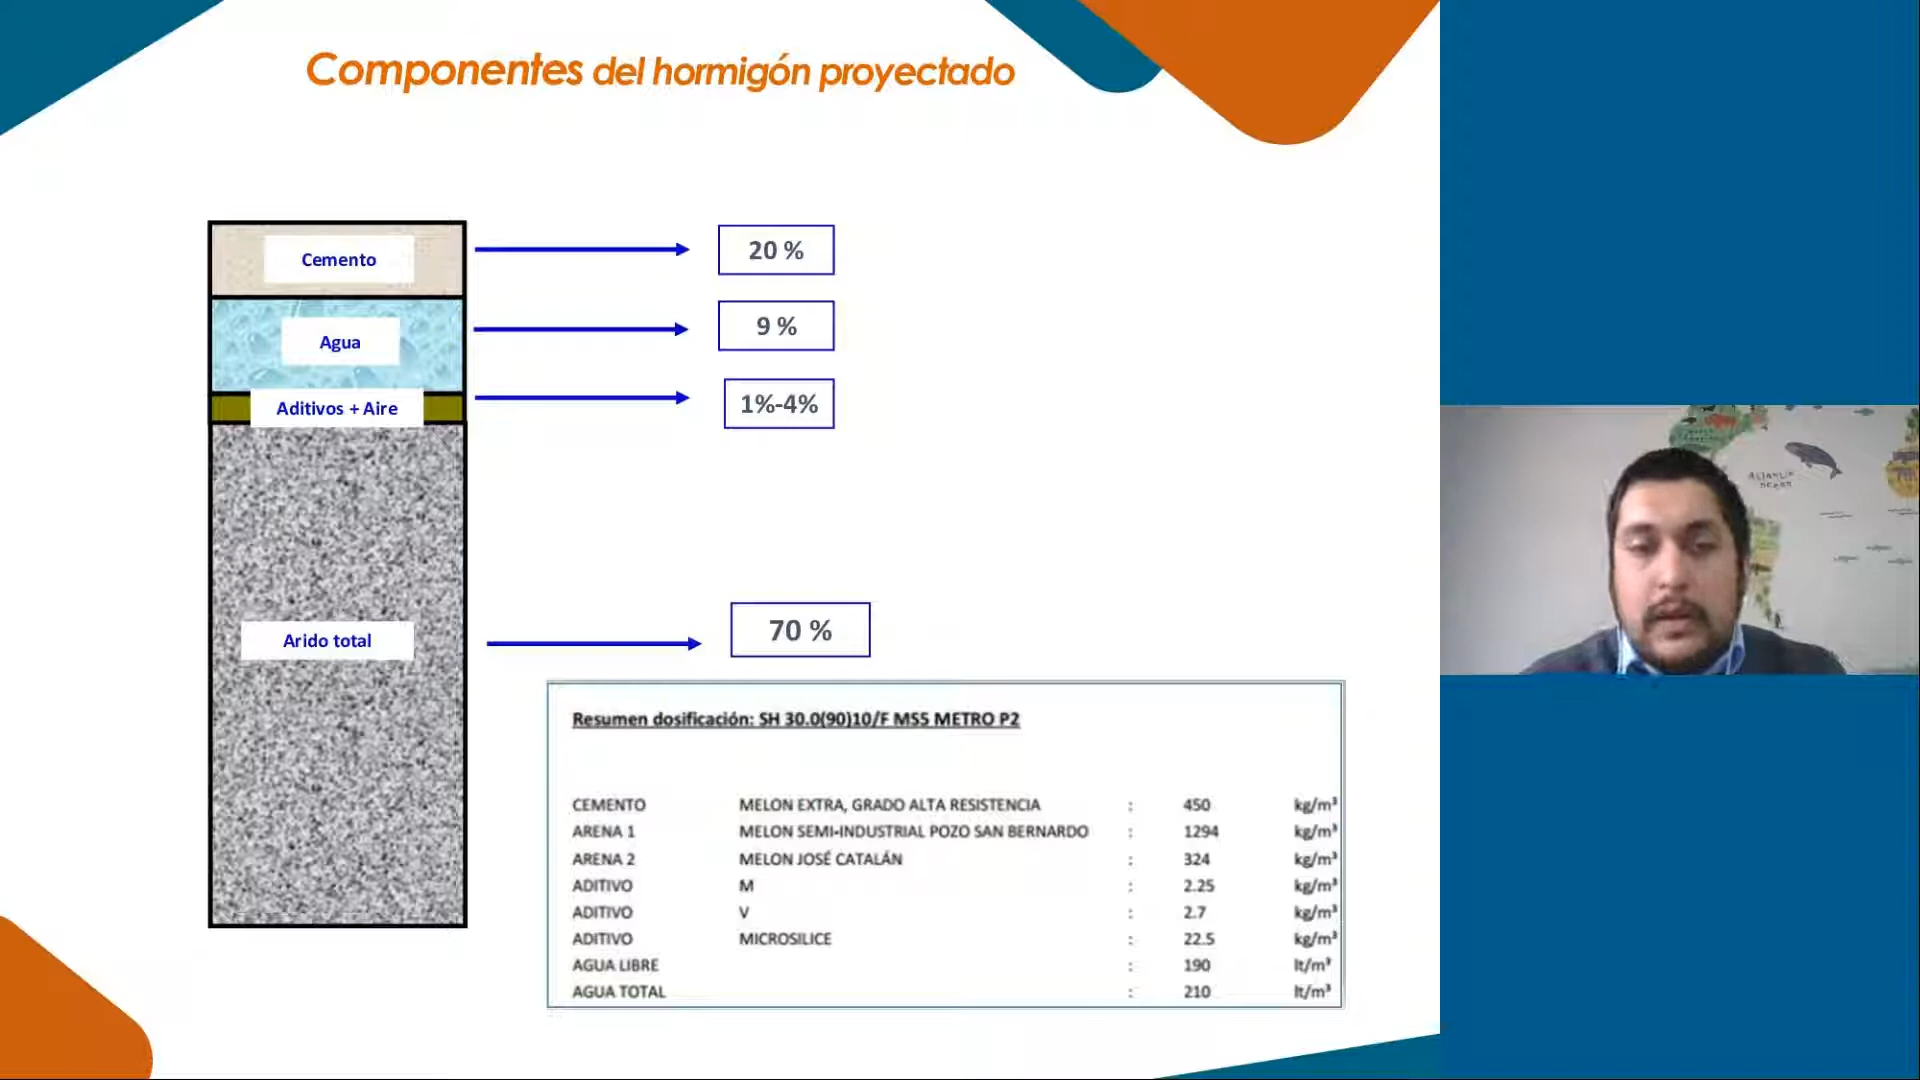 Componentes del hormigón proyectado
Cemento
20 %
Agua
9 %
Aditivos + Aire
1%-4%
Arido total
70 %
Resumen dosificación: SH 30.0(90)10/F MS5 METRO P2
CEMENTO MELON EXTRA, GRADO ALTA RESISTENCIA : 450 kg/m³
ARENA 1 MELON SEMI-INDUSTRIAL POZO SAN BERNARDO : 1294 kg/m³
ARENA 2 MELON JOSÉ CATALÁN : 324 kg/m³
ADITIVO M : 2.25 kg/m³
ADITIVO V : 2.7 kg/m³
ADITIVO MICROSILICE : 22.5 kg/m³
AGUA LIBRE : 190 lt/m³
AGUA TOTAL : 210 lt/m³
ATLANTIC
OCEAN